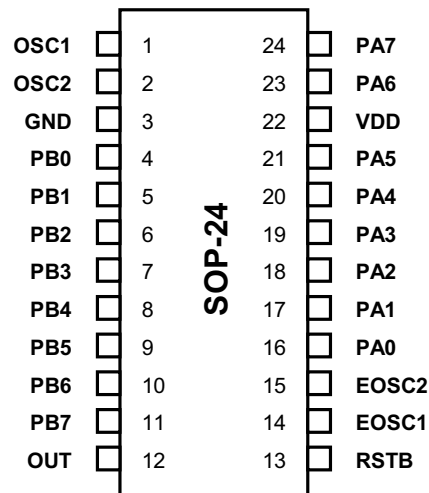 OSC1 1 24 PA7
OSC2 2 23 PA6
GND 3 22 VDD
PB0 4 21 PA5
PB1 5 20 PA4
PB2 6 19 PA3
PB3 7 18 PA2
PB4 8 17 PA1
PB5 9 16 PA0
PB6 10 15 EOSC2
PB7 11 14 EOSC1
OUT 12 13 RSTB
SOP-24